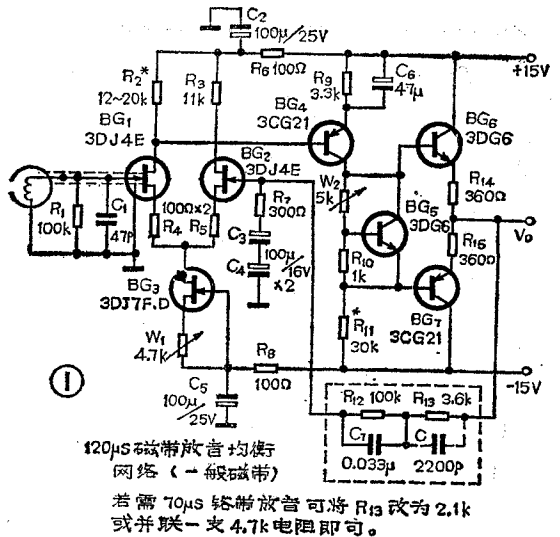 C₂
100μ/25V
R₂*
12~20k
R₃
11k
R₆ 100Ω
R₉
3.3k
C₆
47μ
+15V
BG₁
3DJ4E
BG₄
3CG21
BG₆
3DG6
BG₂
3DJ4E
R₁
100k
C₁
47P
100Ω×2
R₄
R₅
R₇
300Ω
C₃
100μ/16V
C₄
×2
W₂
5k
BG₅
3DG6
R₁₄
360Ω
V₀
R₁₅
360Ω
R₁₀
1k
BG₃
3DJ7F.D
BG₇
3CG21
W₁
4.7k
R₈
100Ω
*
R₁₁
30k
-15V
①
C₅
100μ/25V
R₁₂ 100k
R₁₃ 3.6k
C₇
0.033μ
C
2200p
120μS磁带放音均衡
网络(一般磁带)
若需70μS铬带放音可将R₁₃改为2.1k
或并联一支4.7k电阻即可。